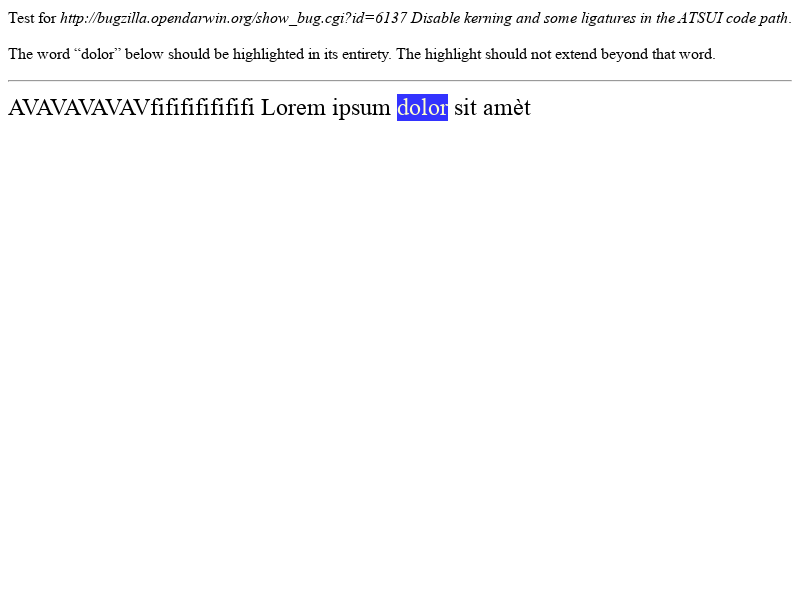 Test for http://bugzilla.opendarwin.org/show_bug.cgi?id=6137 Disable kerning and some ligatures in the ATSUI code path.
The word “dolor” below should be highlighted in its entirety. The highlight should not extend beyond that word.
AVAVAVAVAVfifififififififi Lorem ipsum dolor sit amèt